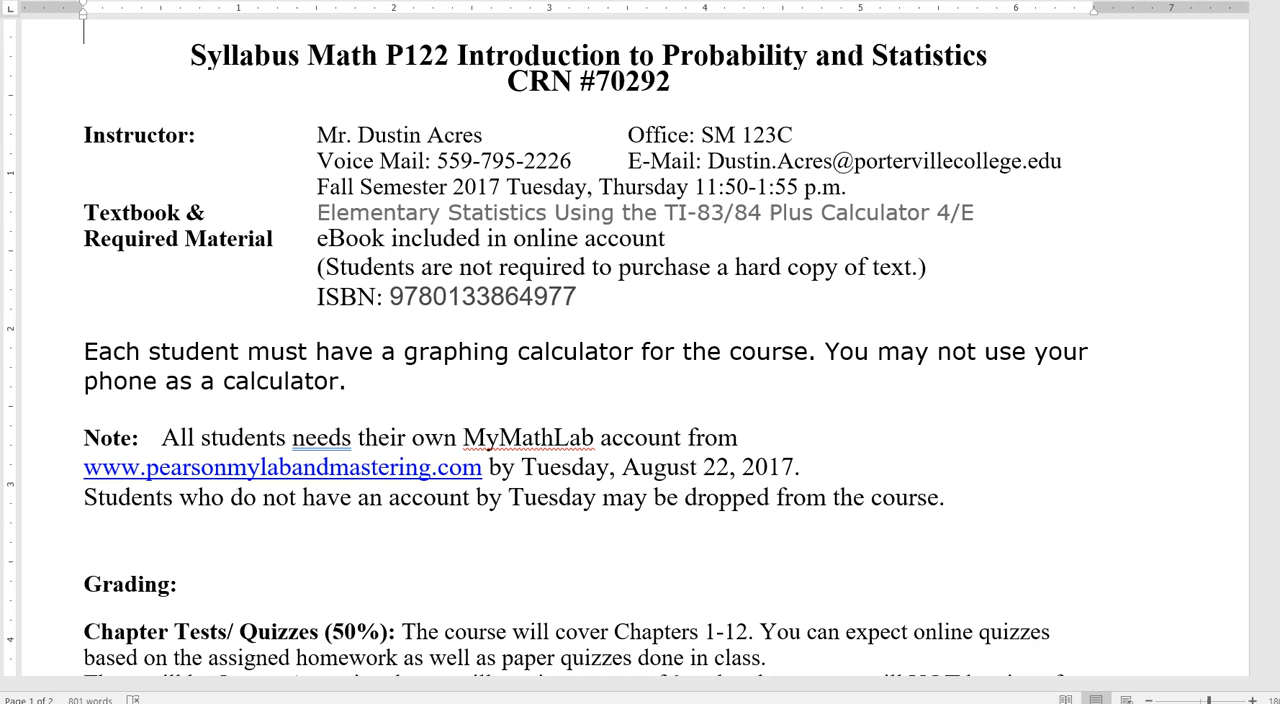 1 2 3 4 5 6 7
Syllabus Math P122 Introduction to Probability and Statistics
CRN #70292
Instructor: Mr. Dustin Acres Office: SM 123C
Voice Mail: 559-795-2226 E-Mail: Dustin.Acres@portervillecollege.edu
Fall Semester 2017 Tuesday, Thursday 11:50-1:55 p.m.
Textbook & Elementary Statistics Using the TI-83/84 Plus Calculator 4/E
Required Material eBook included in online account
(Students are not required to purchase a hard copy of text.)
ISBN: 9780133864977
Each student must have a graphing calculator for the course. You may not use your
phone as a calculator.
Note: All students needs their own MyMathLab account from
www.pearsonmylabandmastering.com by Tuesday, August 22, 2017.
Students who do not have an account by Tuesday may be dropped from the course.
Grading:
Chapter Tests/ Quizzes (50%): The course will cover Chapters 1-12. You can expect online quizzes
based on the assigned homework as well as paper quizzes done in class.
Page 1 of 2 801 words